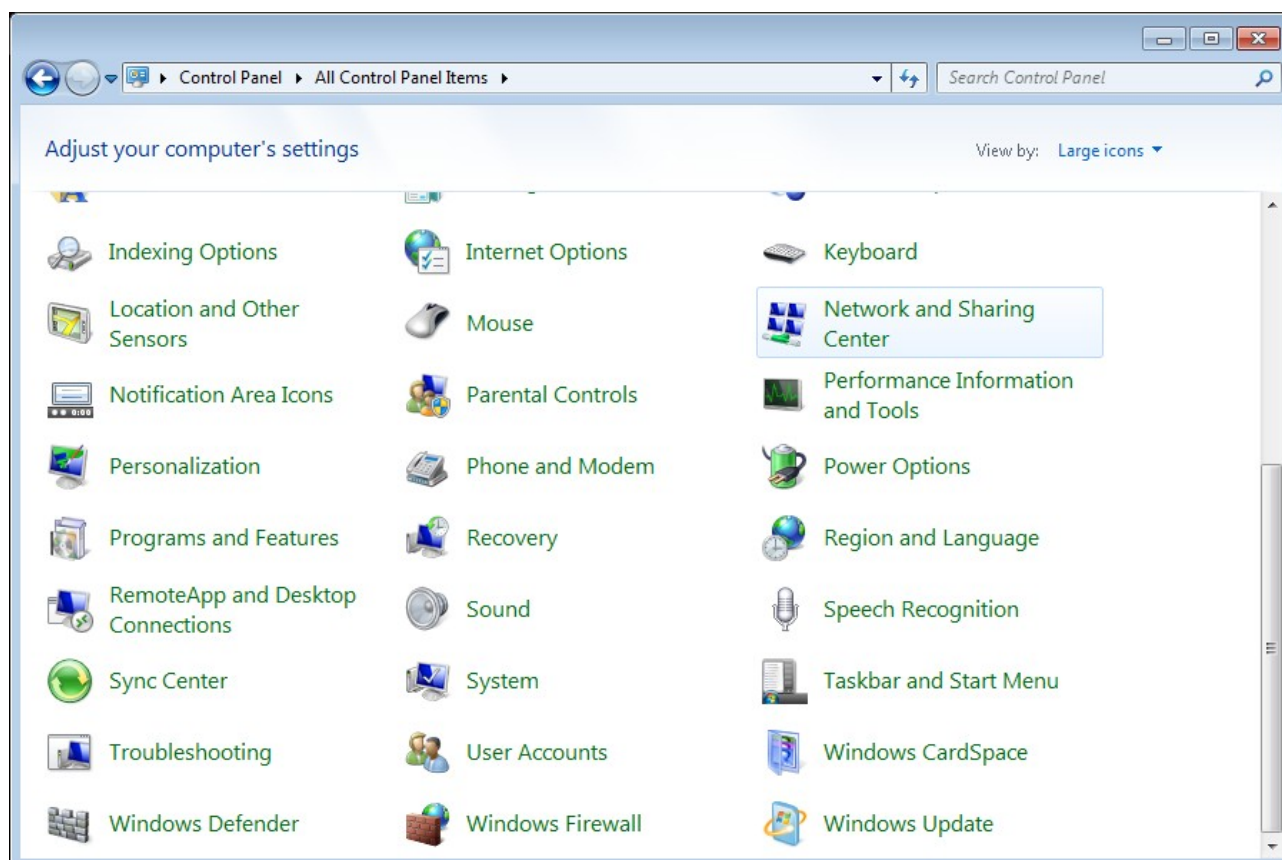 Control Panel
All Control Panel Items
Search Control Panel
Adjust your computer's settings
View by: Large icons
Indexing Options
Internet Options
Keyboard
Location and Other
Sensors
Mouse
Network and Sharing
Center
Notification Area Icons
Parental Controls
Performance Information
and Tools
Personalization
Phone and Modem
Power Options
Programs and Features
Recovery
Region and Language
RemoteApp and Desktop
Connections
Sound
Speech Recognition
Sync Center
System
Taskbar and Start Menu
Troubleshooting
User Accounts
Windows CardSpace
Windows Defender
Windows Firewall
Windows Update